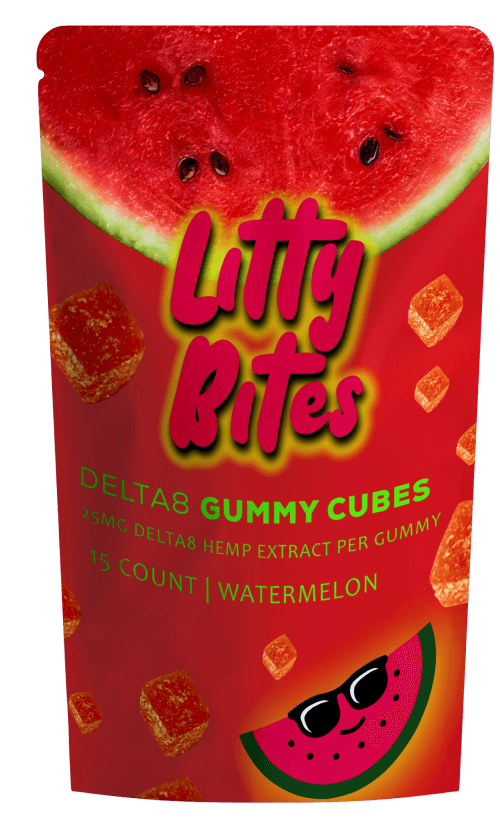 Litty
Bites
DELTA8 GUMMY CUBES
25MG DELTA8 HEMP EXTRACT PER GUMMY
15 COUNT | WATERMELON